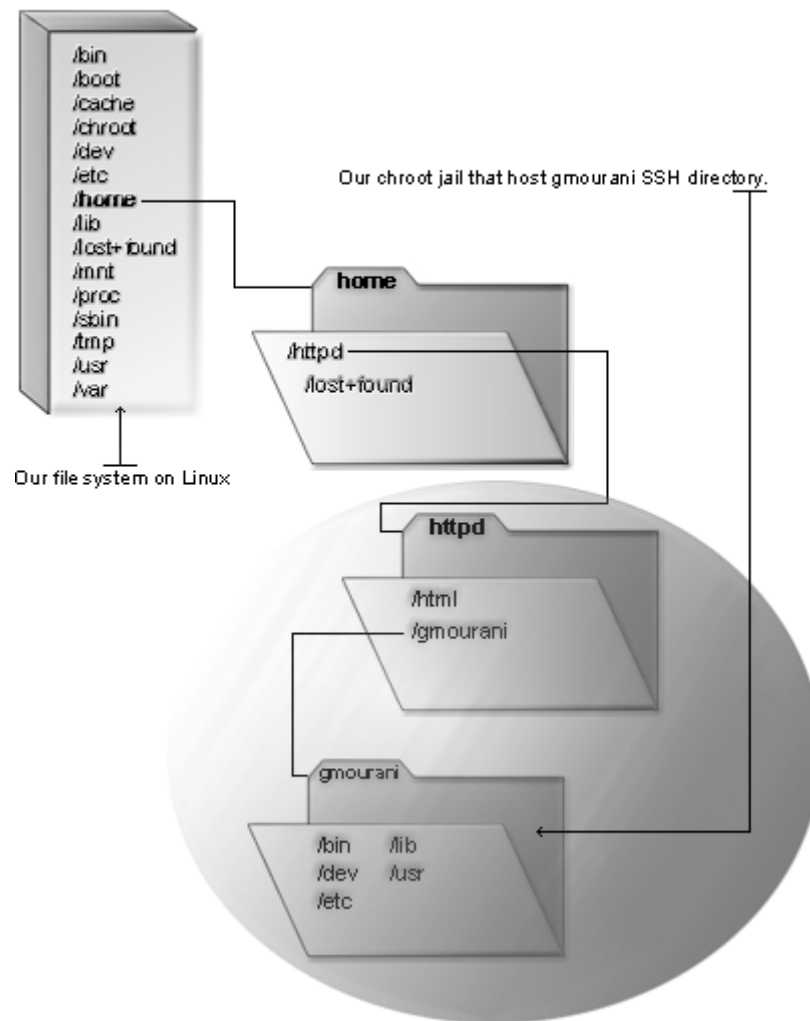 /bin
/boot
/cache
/chroot
/dev
/etc
/home
/lib
/lost+found
/mnt
/proc
/sbin
/tmp
/usr
/var
Our file system on Linux
Our chroot jail that host gmourani SSH directory.
home
/httpd
/lost+found
httpd
/html
/gmourani
gmourani
/bin /lib
/dev /usr
/etc